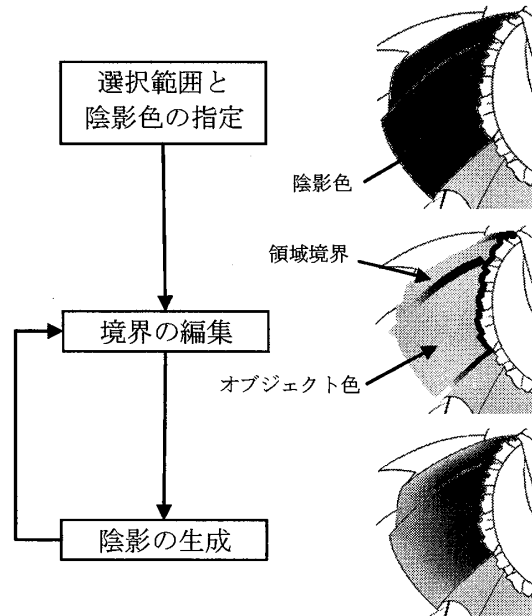 選択範囲と
陰影色の指定
陰影色
領域境界
境界の編集
オブジェクト色
陰影の生成